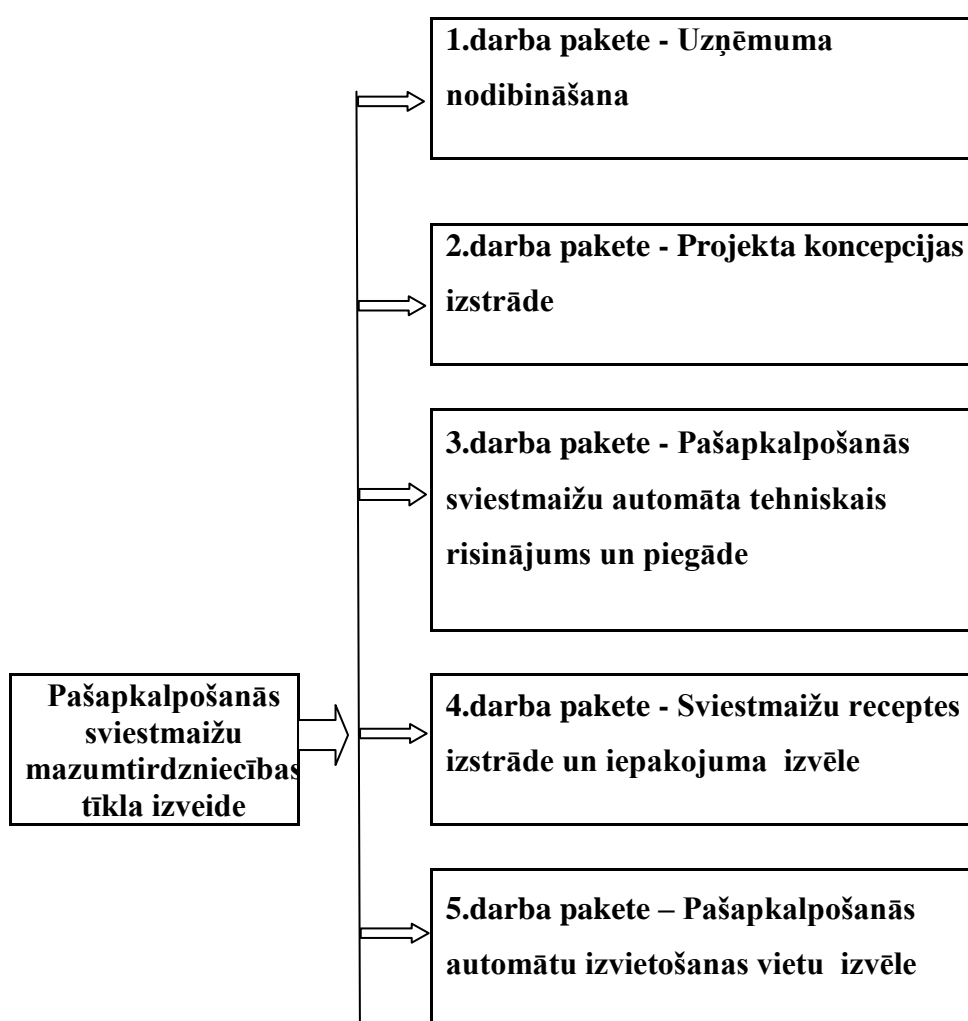 1.darba pakete - Uzņēmuma
nodibināšana
2.darba pakete - Projekta koncepcijas
izstrāde
3.darba pakete - Pašapkalpošanās
sviestmaižu automāta tehniskais
risinājums un piegāde
Pašapkalpošanās
sviestmaižu
mazumtirdzniecības
tīkla izveide
4.darba pakete - Sviestmaižu receptes
izstrāde un iepakojuma izvēle
5.darba pakete – Pašapkalpošanās
automātu izvietošanas vietu izvēle